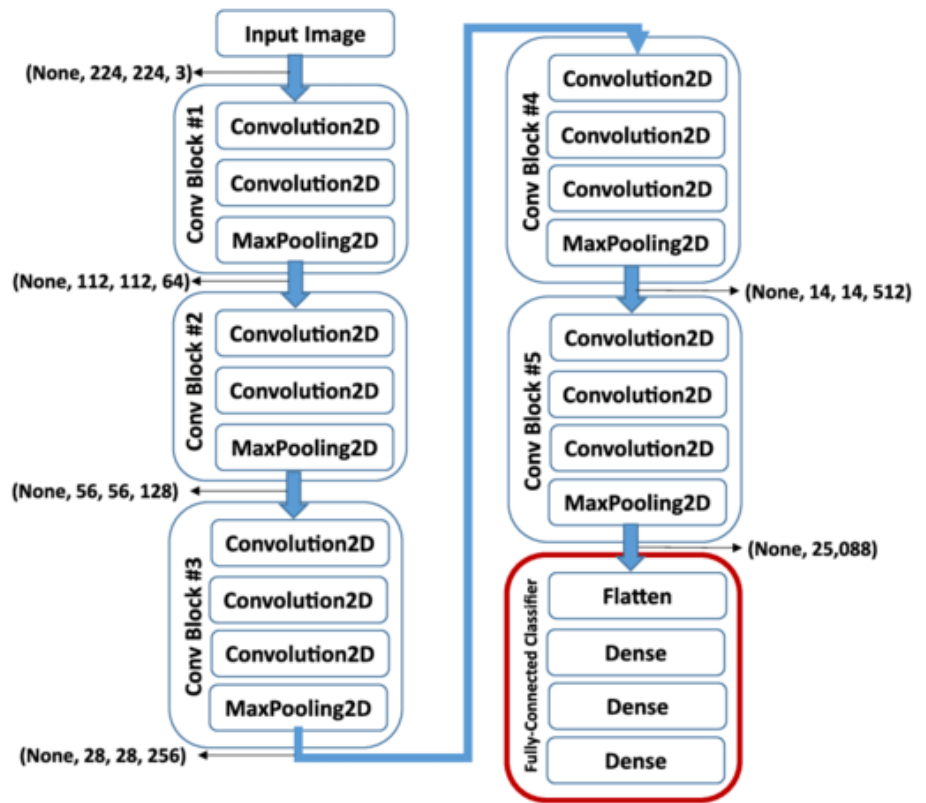 Input Image
(None, 224, 224, 3)
Conv Block #1
Convolution2D
Convolution2D
MaxPooling2D
(None, 112, 112, 64)
Conv Block #2
Convolution2D
Convolution2D
MaxPooling2D
(None, 56, 56, 128)
Conv Block #3
Convolution2D
Convolution2D
Convolution2D
MaxPooling2D
(None, 28, 28, 256)
Conv Block #4
Convolution2D
Convolution2D
Convolution2D
MaxPooling2D
(None, 14, 14, 512)
Conv Block #5
Convolution2D
Convolution2D
Convolution2D
MaxPooling2D
(None, 25,088)
Fully-Connected Classifier
Flatten
Dense
Dense
Dense